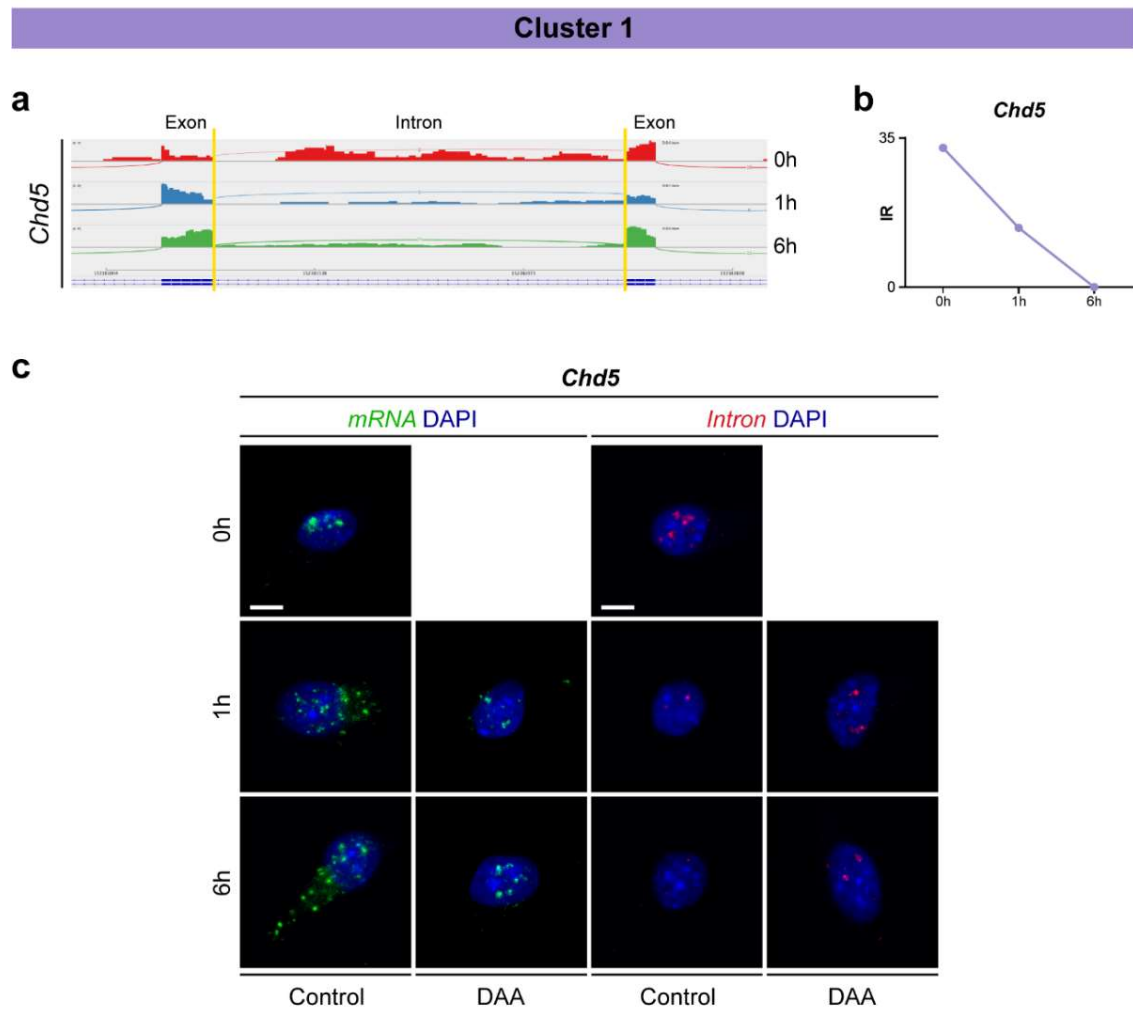 Cluster 1
a
Exon Intron Exon
Chd5
0h
1h
6h
b
Chd5
35
IR
0
0h 1h 6h
c
Chd5
mRNA DAPI Intron DAPI
0h
1h
6h
Control DAA Control DAA